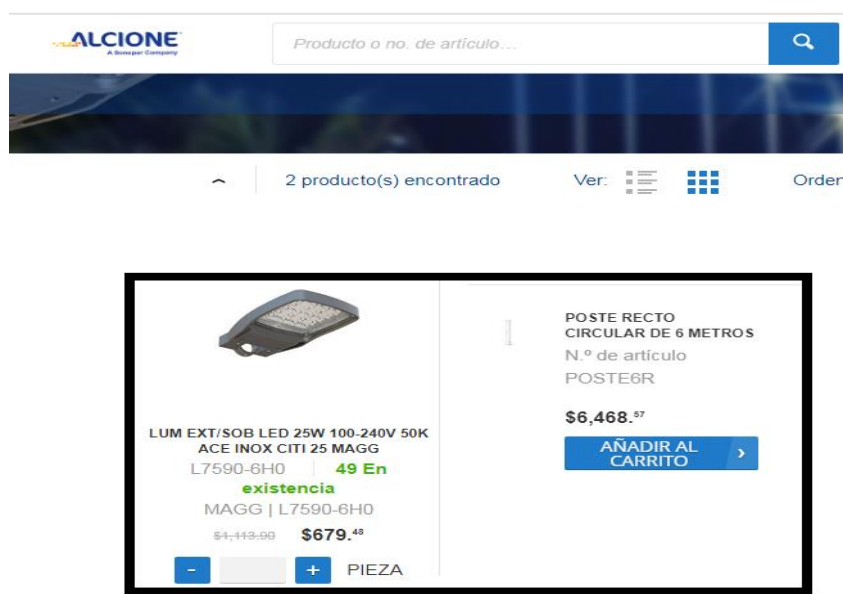 ALCIONE
A Sonepar Company
Producto o no. de artículo...
2 producto(s) encontrado
Ver:
Orden
LUM EXT/SOB LED 25W 100-240V 50K
ACE INOX CITI 25 MAGG
L7590-6H0 49 En
existencia
MAGG | L7590-6H0
$1,113.90 $679.48
- + PIEZA
POSTE RECTO
CIRCULAR DE 6 METROS
N.º de artículo
POSTE6R
$6,468.57
AÑADIR AL
CARRITO